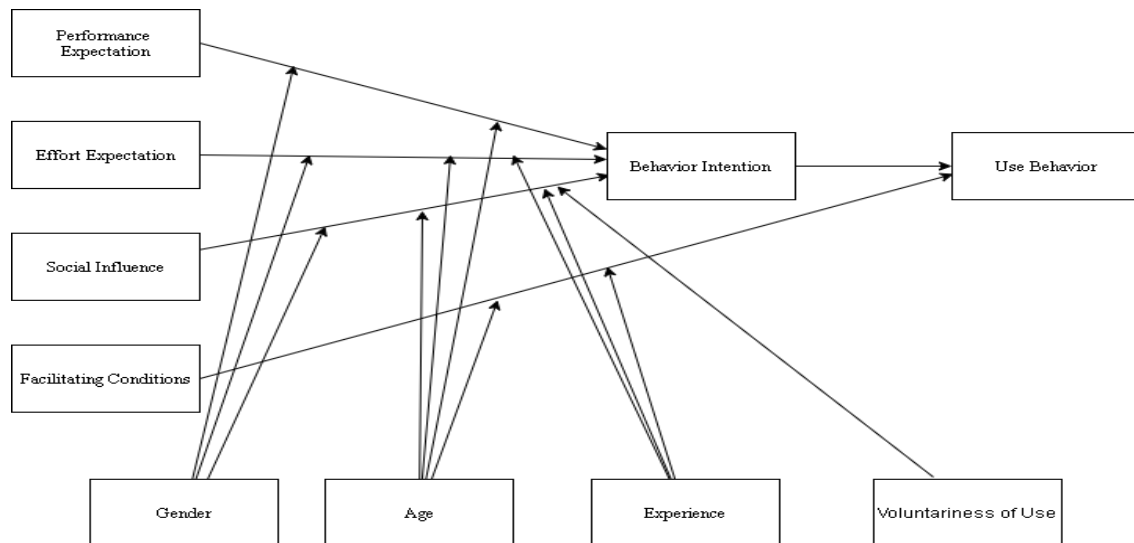 Performance
Expectation
Effort Expectation
Behavior Intention
Use Behavior
Social Influence
Facilitating Conditions
Gender
Age
Experience
Voluntariness of Use